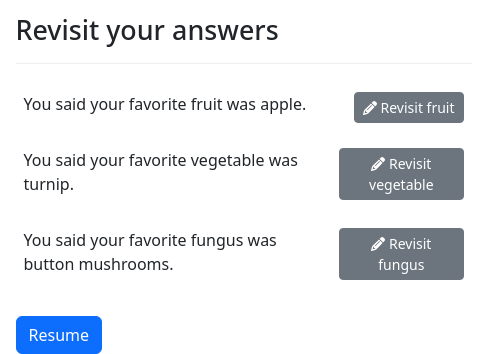 Revisit your answers
You said your favorite fruit was apple.
Revisit fruit
You said your favorite vegetable was
turnip.
Revisit
vegetable
You said your favorite fungus was
button mushrooms.
Revisit
fungus
Resume